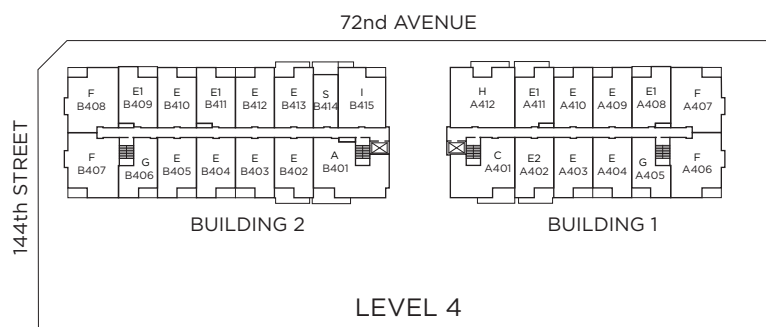 72nd AVENUE
144th STREET
F
B408
E1
B409
E
B410
E1
B411
E
B412
E
B413
S
B414
I
B415
F
B407
G
B406
E
B405
E
B404
E
B403
E
B402
A
B401
BUILDING 2
H
A412
E1
A411
E
A410
E
A409
E1
A408
F
A407
C
A401
E2
A402
E
A403
E
A404
G
A405
F
A406
BUILDING 1
LEVEL 4